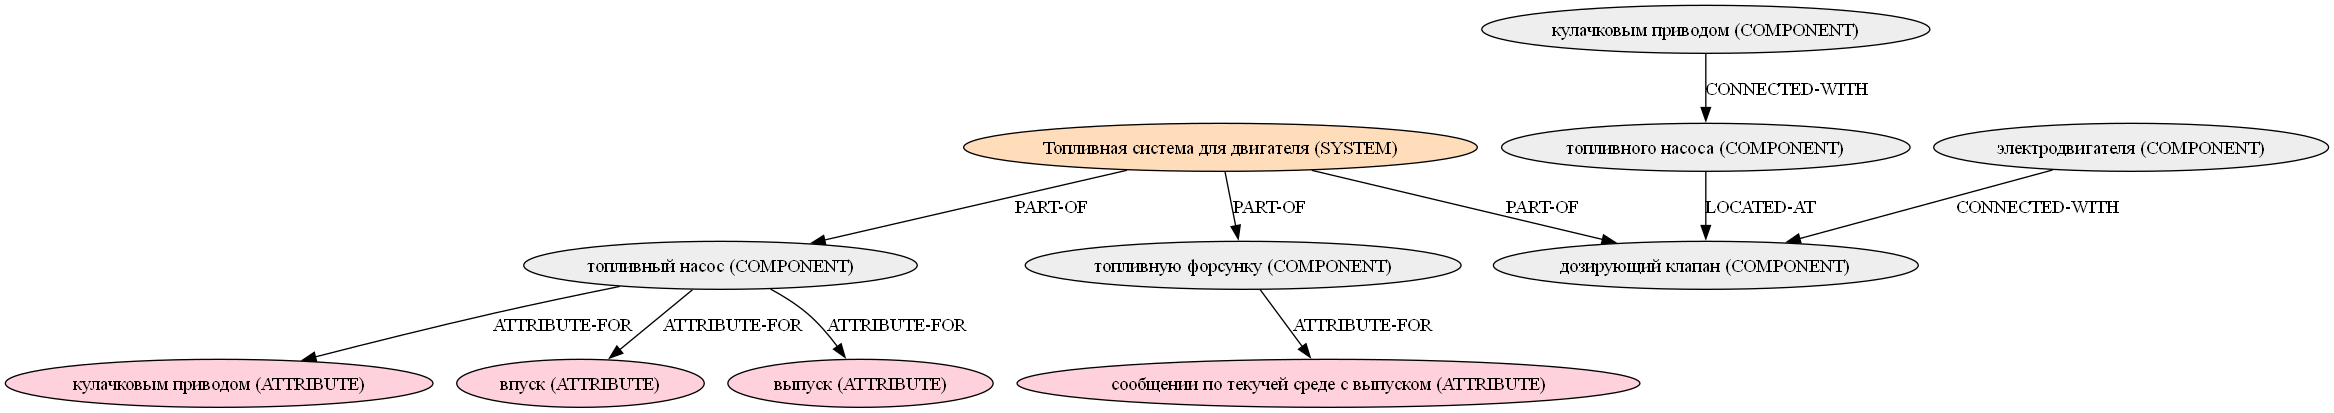 кулачковым приводом (COMPONENT)
CONNECTED-WITH
Топливная система для двигателя (SYSTEM)
топливного насоса (COMPONENT)
электродвигателя (COMPONENT)
PART-OF
PART-OF
PART-OF
LOCATED-AT
CONNECTED-WITH
топливный насос (COMPONENT)
топливную форсунку (COMPONENT)
дозирующий клапан (COMPONENT)
ATTRIBUTE-FOR
ATTRIBUTE-FOR
ATTRIBUTE-FOR
ATTRIBUTE-FOR
кулачковым приводом (ATTRIBUTE)
впуск (ATTRIBUTE)
выпуск (ATTRIBUTE)
сообщении по текучей среде с выпуском (ATTRIBUTE)